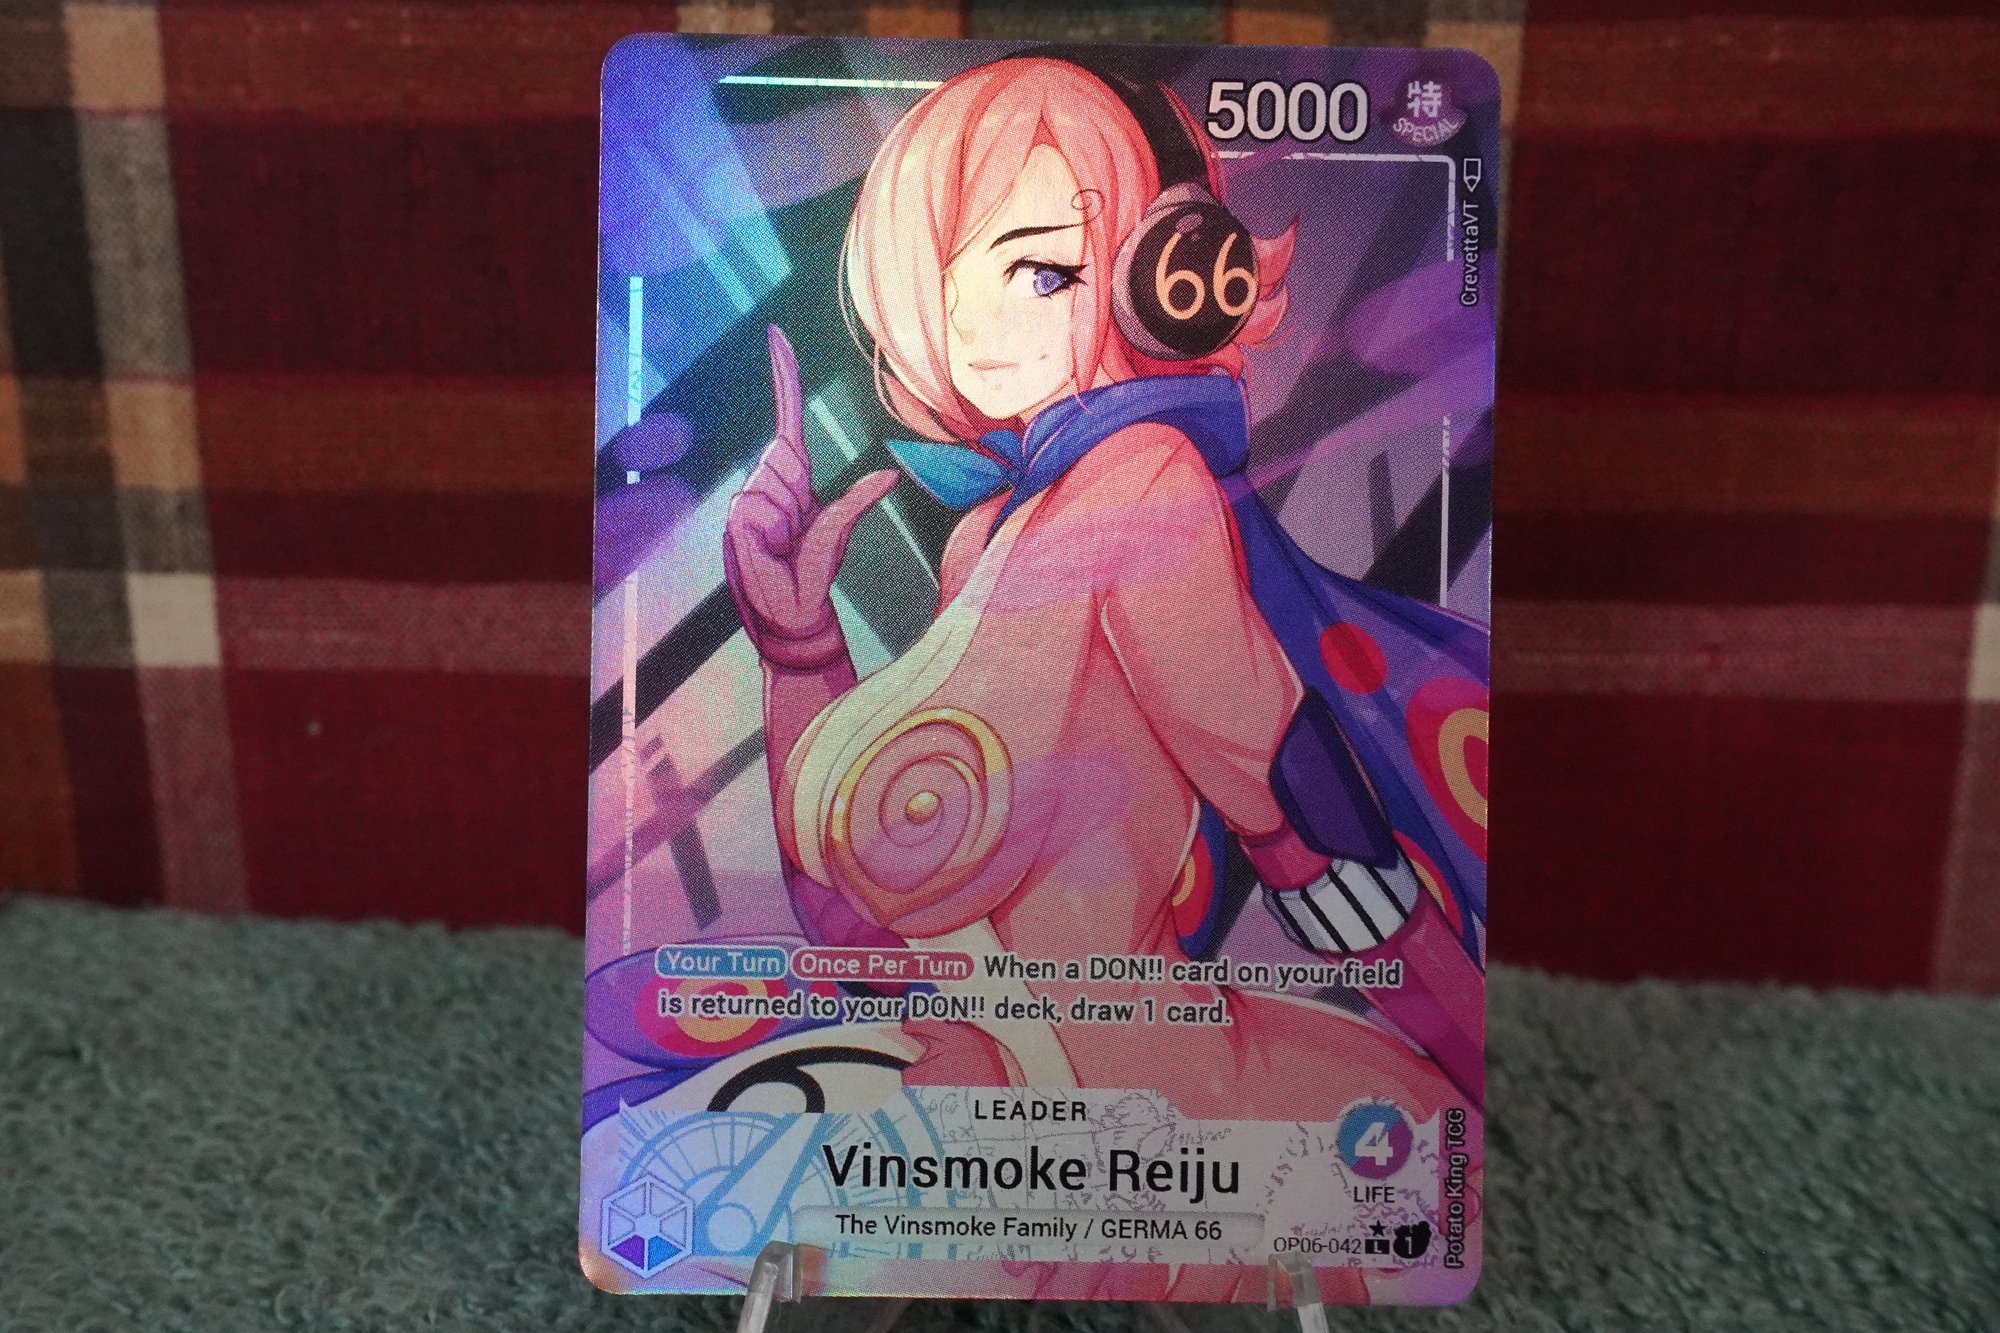 5000
特
SPECIAL
CrevettaVT
66
Your Turn Once Per Turn When a DON!! card on your field
is returned to your DON!! deck, draw 1 card.
LEADER
Vinsmoke Reiju
4
LIFE
The Vinsmoke Family / GERMA 66
OP06-042 L 1
Potato King TCG